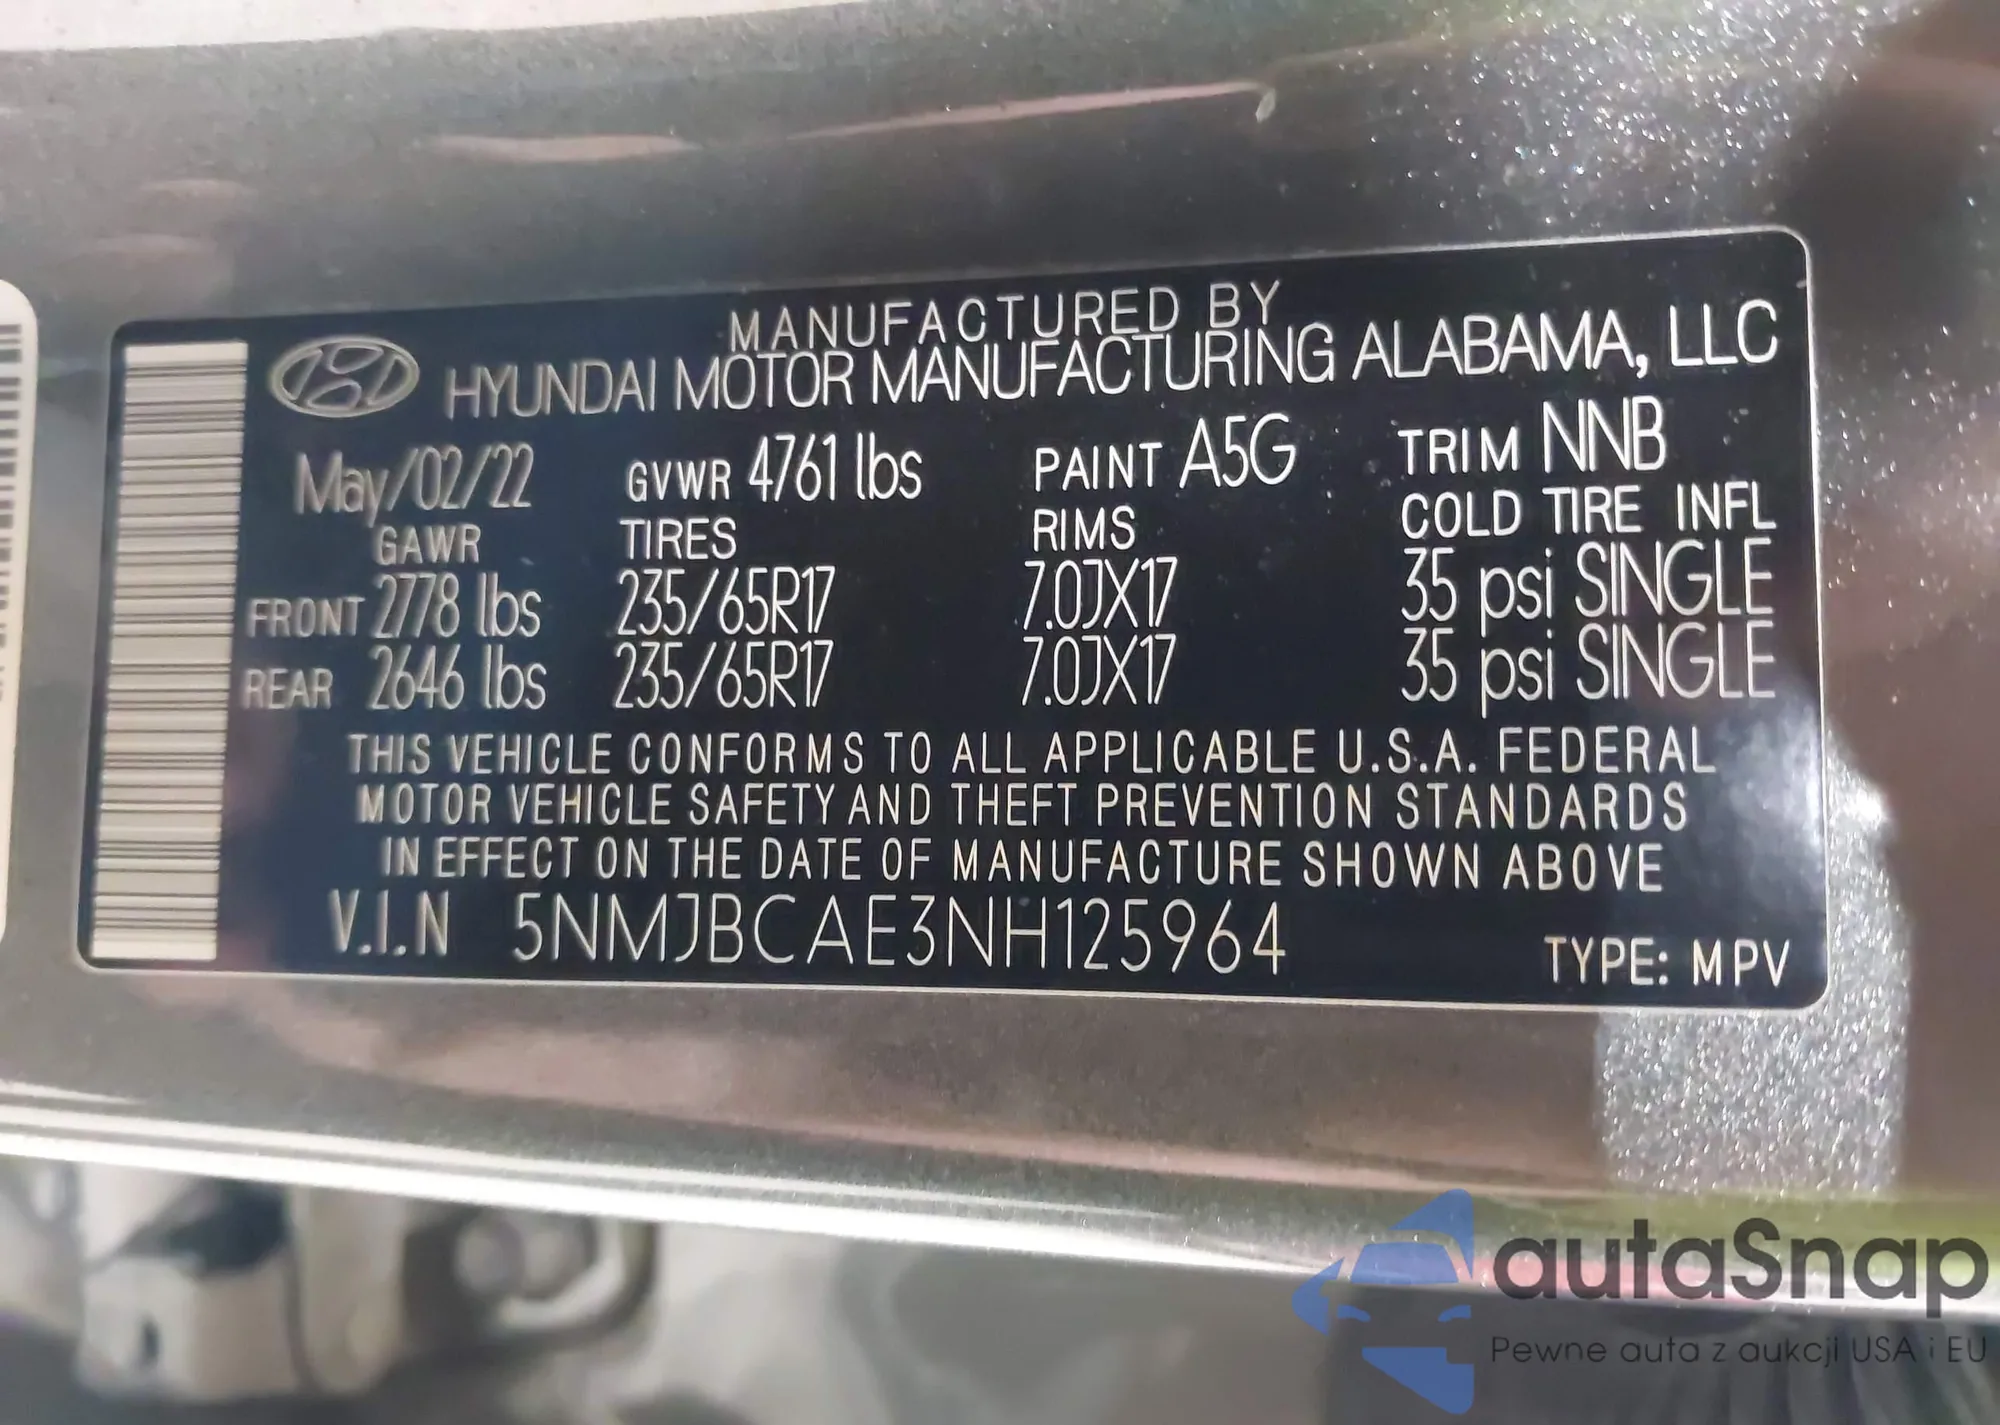 MANUFACTURED BY
HYUNDAI MOTOR MANUFACTURING ALABAMA, LLC
May/02/22 GVWR 4761 lbs PAINT A5G TRIM NNB
GAWR TIRES RIMS COLD TIRE INFL
FRONT 2778 lbs 235/65R17 7.0JX17 35 psi SINGLE
REAR 2646 lbs 235/65R17 7.0JX17 35 psi SINGLE
THIS VEHICLE CONFORMS TO ALL APPLICABLE U.S.A. FEDERAL
MOTOR VEHICLE SAFETY AND THEFT PREVENTION STANDARDS
IN EFFECT ON THE DATE OF MANUFACTURE SHOWN ABOVE
V.I.N 5NMJBCAE3NH125964
TYPE: MPV
autaSnap
Pewne auta z aukcji USA i EU